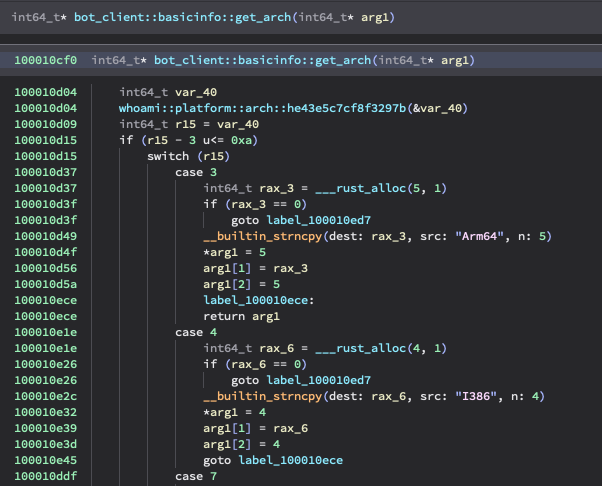 int64_t* bot_client::basicinfo::get_arch(int64_t* arg1)
100010cf0 int64_t* bot_client::basicinfo::get_arch(int64_t* arg1)
100010d04 int64_t var_40
100010d04 whoami::platform::arch::he43e5c7cf8f3297b(&var_40)
100010d09 int64_t r15 = var_40
100010d15 if (r15 - 3 u<= 0xa)
100010d15 switch (r15)
100010d37 case 3
100010d37 int64_t rax_3 = ___rust_alloc(5, 1)
100010d3f if (rax_3 == 0)
100010d3f goto label_100010ed7
100010d49 __builtin_strncpy(dest: rax_3, src: "Arm64", n: 5)
100010d4f *arg1 = 5
100010d56 arg1[1] = rax_3
100010d5a arg1[2] = 5
100010ece label_100010ece:
100010ece return arg1
100010e1e case 4
100010e1e int64_t rax_6 = ___rust_alloc(4, 1)
100010e26 if (rax_6 == 0)
100010e26 goto label_100010ed7
100010e2c __builtin_strncpy(dest: rax_6, src: "I386", n: 4)
100010e32 *arg1 = 4
100010e39 arg1[1] = rax_6
100010e3d arg1[2] = 4
100010e45 goto label_100010ece
100010ddf case 7